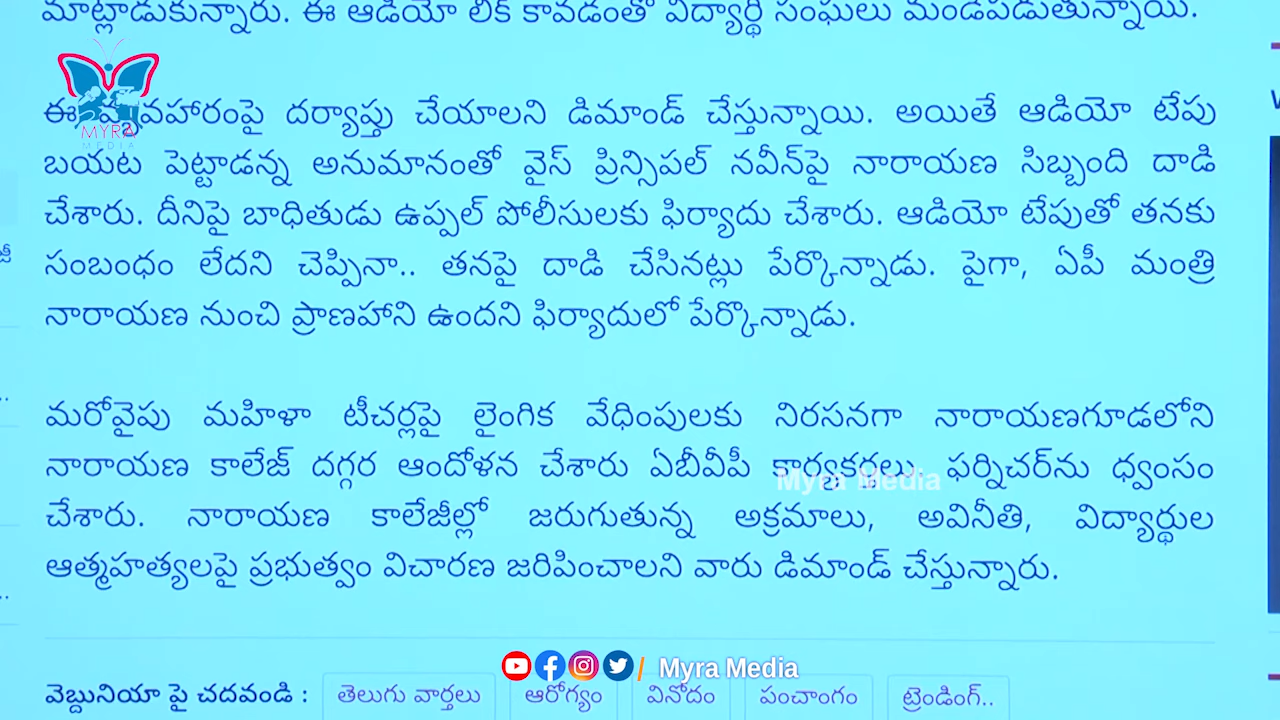 మాట్లాడుకున్నారు. ఈ ఆడియో లీక్ కావడంతో విద్యార్థి సంఘాలు మండిపడుతున్నాయి.
ఈ వ్యవహారంపై దర్యాప్తు చేయాలని డిమాండ్ చేస్తున్నాయి. అయితే ఆడియో టేపు
MYRA
MEDIA
బయట పెట్టాడన్న అనుమానంతో వైస్ ప్రిన్సిపల్ నవీన్‌పై నారాయణ సిబ్బంది దాడి
చేశారు. దీనిపై బాధితుడు ఉప్పల్ పోలీసులకు ఫిర్యాదు చేశారు. ఆడియో టేపుతో తనకు
సంబంధం లేదని చెప్పినా.. తనపై దాడి చేసినట్లు పేర్కొన్నాడు. పైగా, ఏపీ మంత్రి
నారాయణ నుంచి ప్రాణహాని ఉందని ఫిర్యాదులో పేర్కొన్నాడు.
మరోవైపు మహిళా టీచర్లపై లైంగిక వేధింపులకు నిరసనగా నారాయణగూడలోని
నారాయణ కాలేజ్ దగ్గర ఆందోళన చేశారు ఏబీవీపీ కార్యకర్తలు. ఫర్నిచర్‌ను ధ్వంసం
Myra Media
చేశారు. నారాయణ కాలేజీల్లో జరుగుతున్న అక్రమాలు, అవినీతి, విద్యార్థుల
ఆత్మహత్యలపై ప్రభుత్వం విచారణ జరిపించాలని వారు డిమాండ్ చేస్తున్నారు.
/ Myra Media
వెబ్దునియా పై చదవండి : తెలుగు వార్తలు ఆరోగ్యం వినోదం పంచాంగం ట్రెండింగ్..